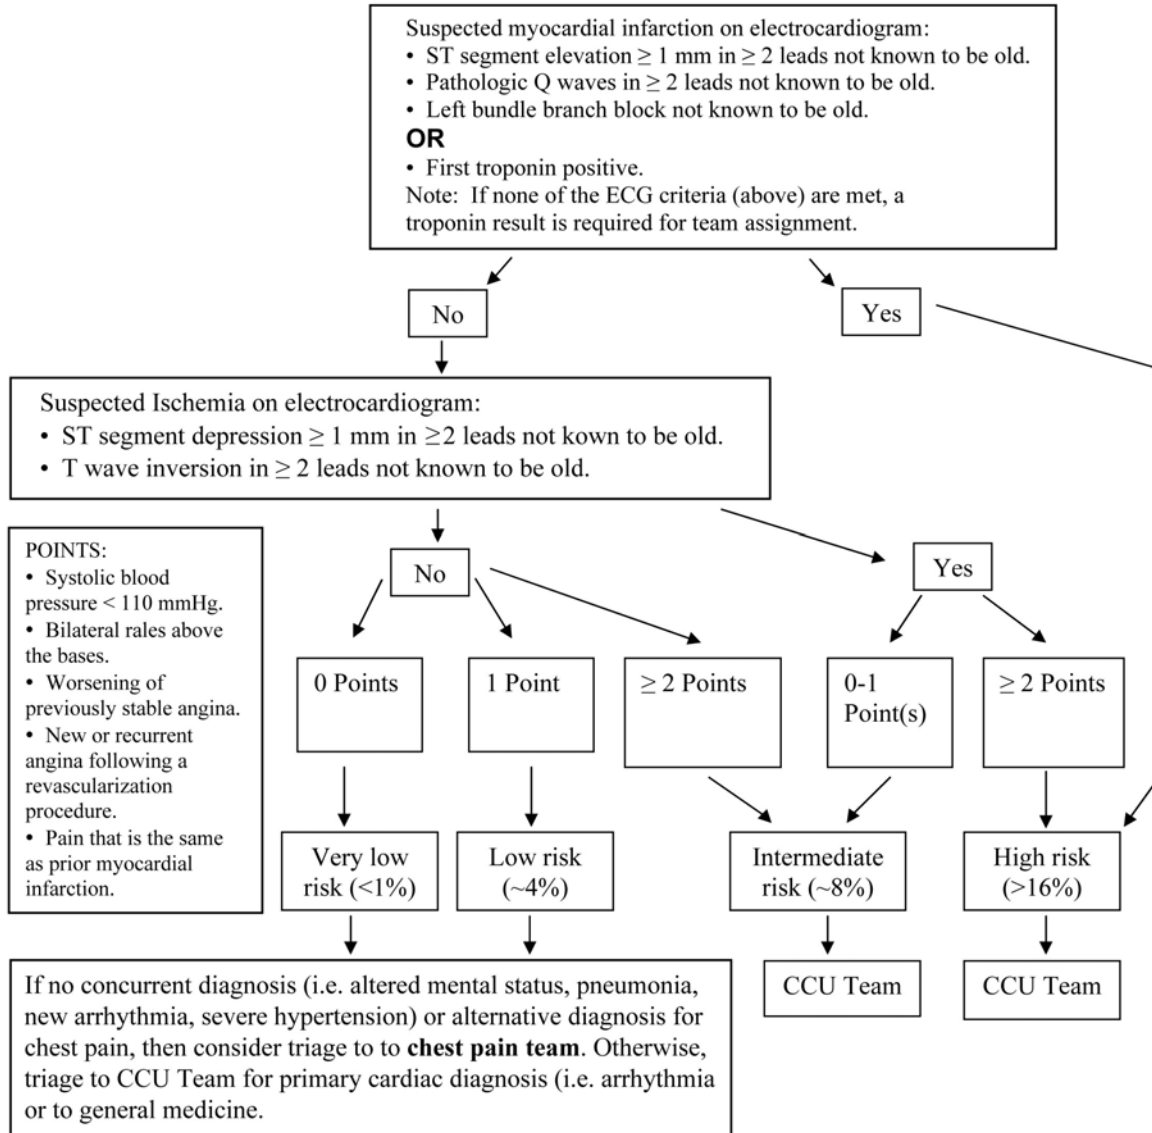 Suspected myocardial infarction on electrocardiogram:
• ST segment elevation ≥ 1 mm in ≥ 2 leads not known to be old.
• Pathologic Q waves in ≥ 2 leads not known to be old.
• Left bundle branch block not known to be old.
OR
• First troponin positive.
Note: If none of the ECG criteria (above) are met, a
troponin result is required for team assignment.
No
Yes
Suspected Ischemia on electrocardiogram:
• ST segment depression ≥ 1 mm in ≥2 leads not kown to be old.
• T wave inversion in ≥ 2 leads not known to be old.
POINTS:
• Systolic blood
pressure < 110 mmHg.
• Bilateral rales above
the bases.
• Worsening of
previously stable angina.
• New or recurrent
angina following a
revascularization
procedure.
• Pain that is the same
as prior myocardial
infarction.
No
Yes
0 Points
1 Point
≥ 2 Points
0-1
Point(s)
≥ 2 Points
Very low
risk (<1%)
Low risk
(~4%)
Intermediate
risk (~8%)
High risk
(>16%)
If no concurrent diagnosis (i.e. altered mental status, pneumonia,
new arrhythmia, severe hypertension) or alternative diagnosis for
chest pain, then consider triage to to chest pain team. Otherwise,
triage to CCU Team for primary cardiac diagnosis (i.e. arrhythmia
or to general medicine.
CCU Team
CCU Team